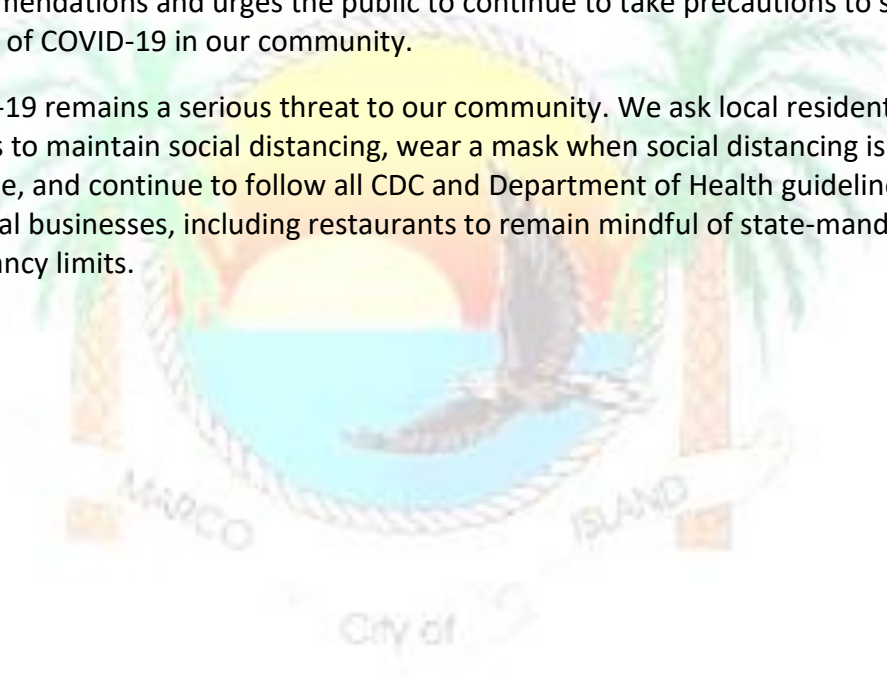 mendations and urges the public to continue to take precautions to s
of COVID-19 in our community.
-19 remains a serious threat to our community. We ask local resident
s to maintain social distancing, wear a mask when social distancing is
e, and continue to follow all CDC and Department of Health guideline
al businesses, including restaurants to remain mindful of state-mand
ancy limits.
MARCO ISLAND
City of